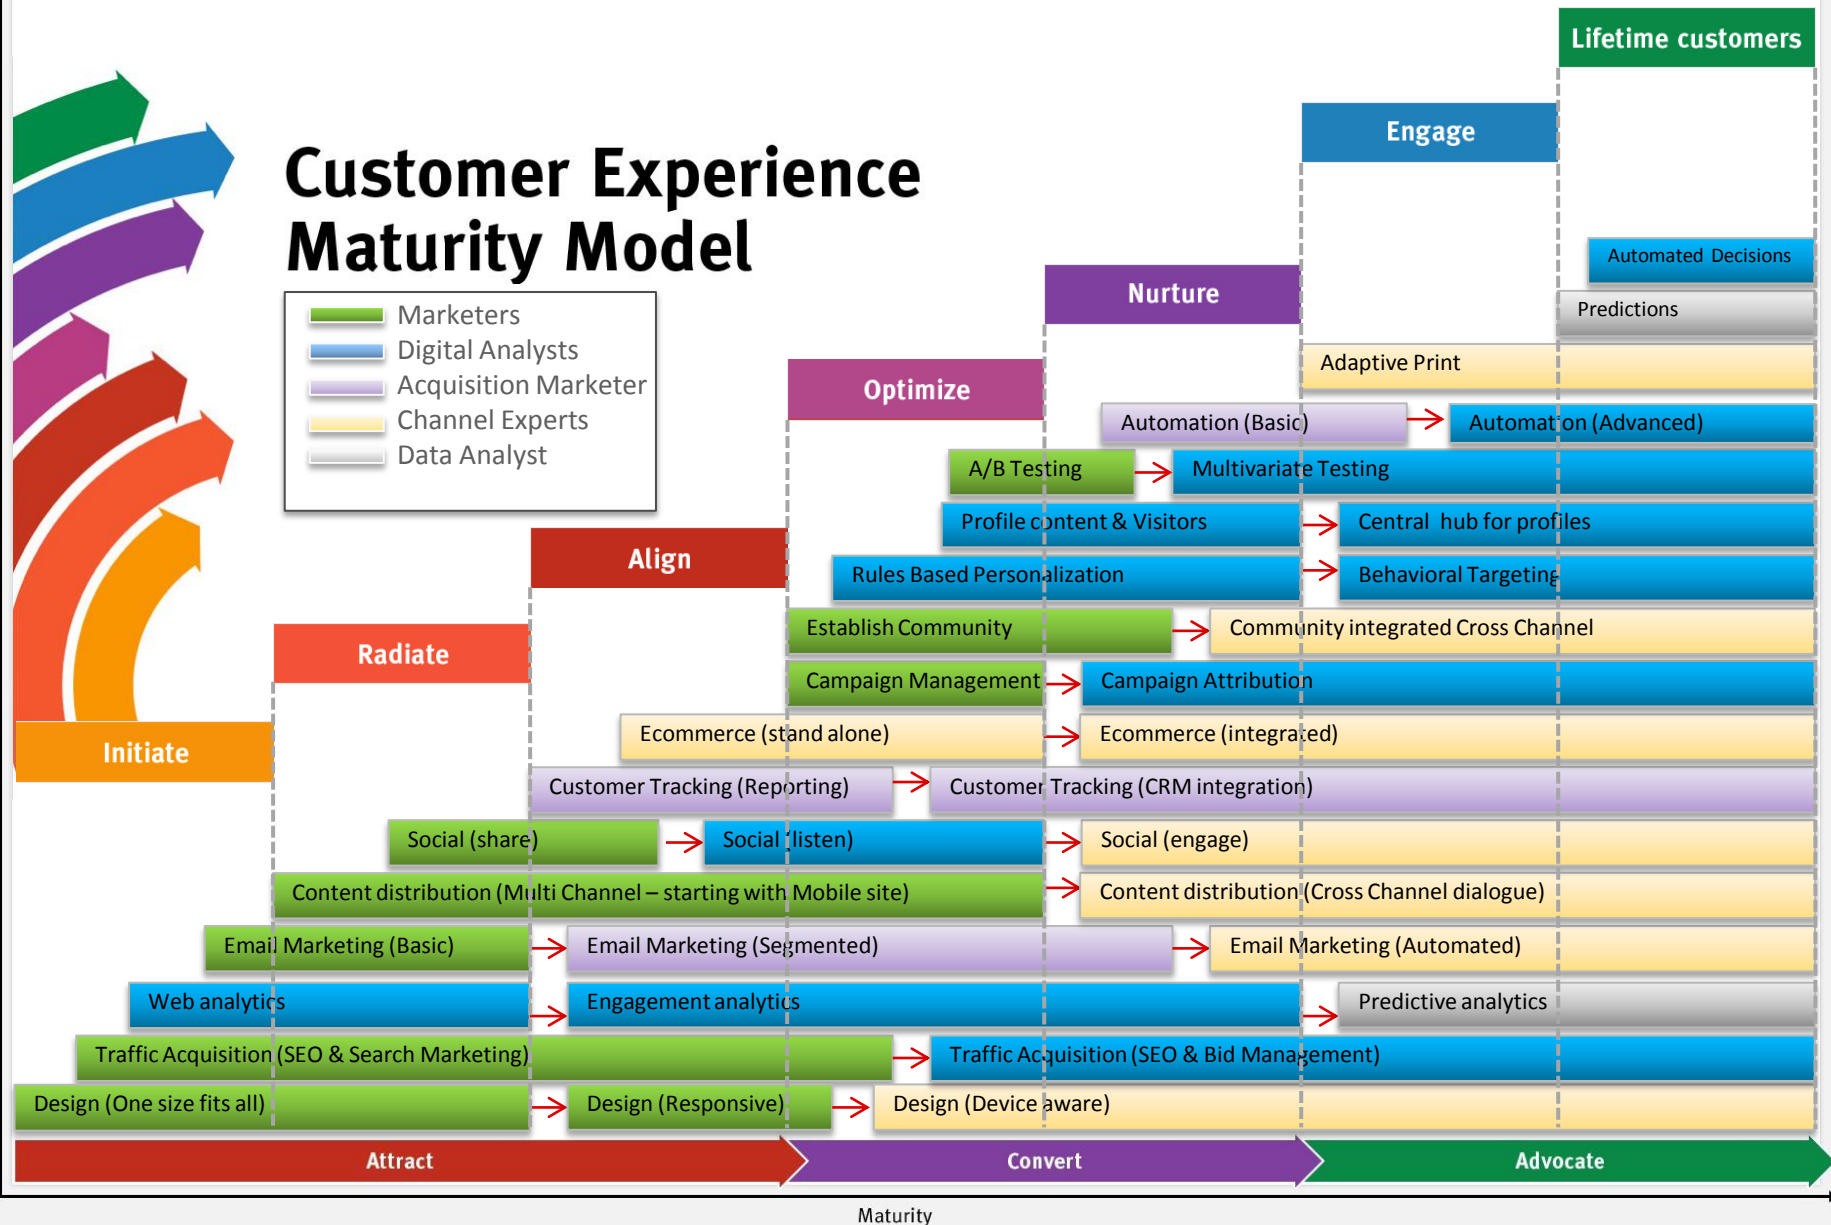 Lifetime customers
Engage
Customer Experience
Maturity Model
Automated Decisions
Nurture
Predictions
Marketers
Digital Analysts
Acquisition Marketer
Channel Experts
Data Analyst
Adaptive Print
Optimize
Automation (Basic)
Automation (Advanced)
A/B Testing
Multivariate Testing
Profile content & Visitors
Central hub for profiles
Align
Rules Based Personalization
Behavioral Targeting
Establish Community
Community integrated Cross Channel
Radiate
Campaign Management
Campaign Attribution
Ecommerce (stand alone)
Ecommerce (integrated)
Initiate
Customer Tracking (Reporting)
Customer Tracking (CRM integration)
Social (share)
Social (listen)
Social (engage)
Content distribution (Multi Channel – starting with Mobile site)
Content distribution (Cross Channel dialogue)
Email Marketing (Basic)
Email Marketing (Segmented)
Email Marketing (Automated)
Web analytics
Engagement analytics
Predictive analytics
Traffic Acquisition (SEO & Search Marketing)
Traffic Acquisition (SEO & Bid Management)
Design (One size fits all)
Design (Responsive)
Design (Device aware)
Attract
Convert
Advocate
Maturity